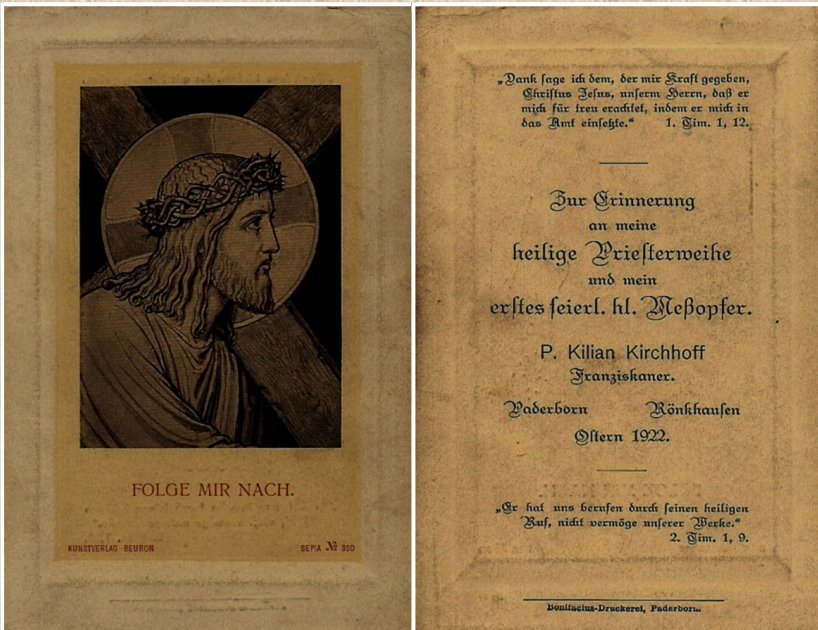 FOLGE MIR NACH.
KUNSTVERLAG BEURON
SEPIA № 350
„Dank sage ich dem, der mir Kraft gegeben,
Christus Jesus, unserm Herrn, daß er
mich für treu erachtet, indem er mich in
das Amt einsetzte.“ 1. Tim. 1, 12.
Zur Erinnerung
an meine
heilige Priesterweihe
und mein
erstes feierl. hl. Meßopfer.
P. Kilian Kirchhoff
Franziskaner.
Paderborn Rönkhausen
Ostern 1922.
„Er hat uns berufen durch seinen heiligen
Ruf, nicht vermöge unserer Werke.“
2. Tim. 1, 9.
Bonifacius-Druckerei, Paderborn.